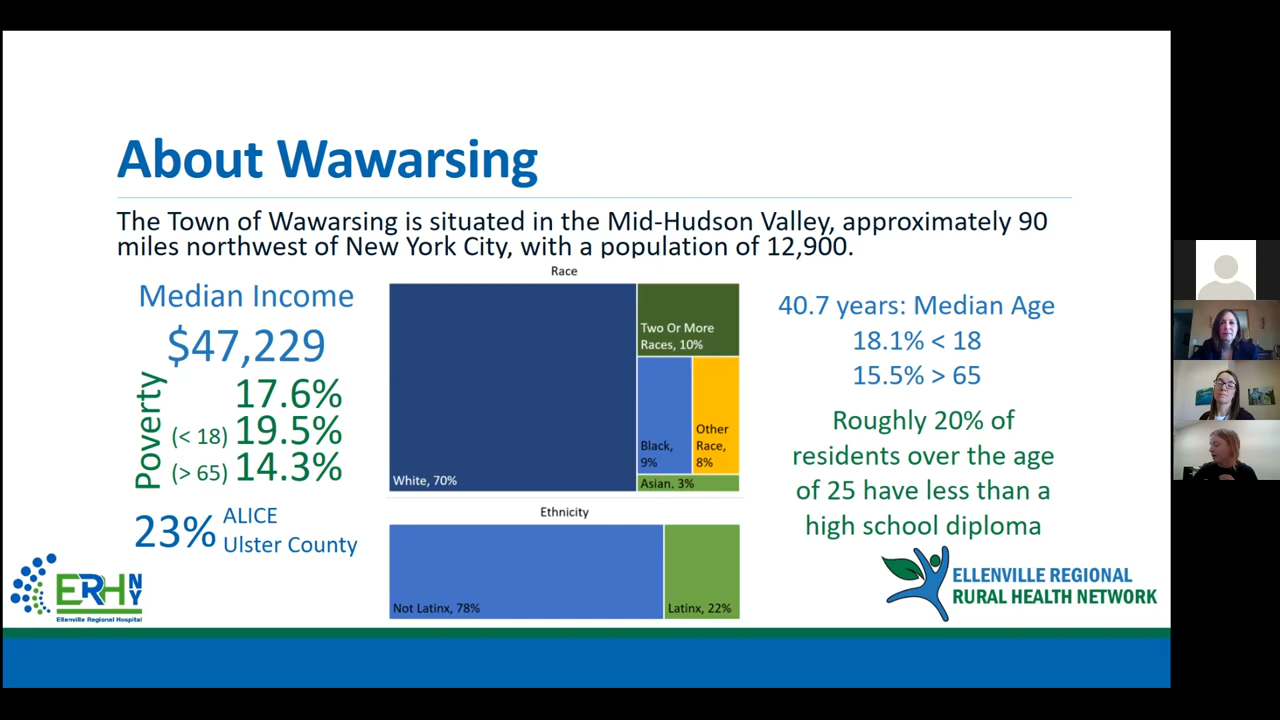 About Wawarsing
The Town of Wawarsing is situated in the Mid-Hudson Valley, approximately 90
miles northwest of New York City, with a population of 12,900.
Median Income
$47,229
Poverty
17.6%
(< 18) 19.5%
(> 65) 14.3%
23% ALICE
Ulster County
Race
White, 70%
Two Or More
Races, 10%
Black,
9%
Other
Race,
8%
Asian, 3%
Ethnicity
Not Latinx, 78%
Latinx, 22%
40.7 years: Median Age
18.1% < 18
15.5% > 65
Roughly 20% of
residents over the age
of 25 have less than a
high school diploma
ERH NY
Ellenville Regional Hospital
ELLENVILLE REGIONAL
RURAL HEALTH NETWORK